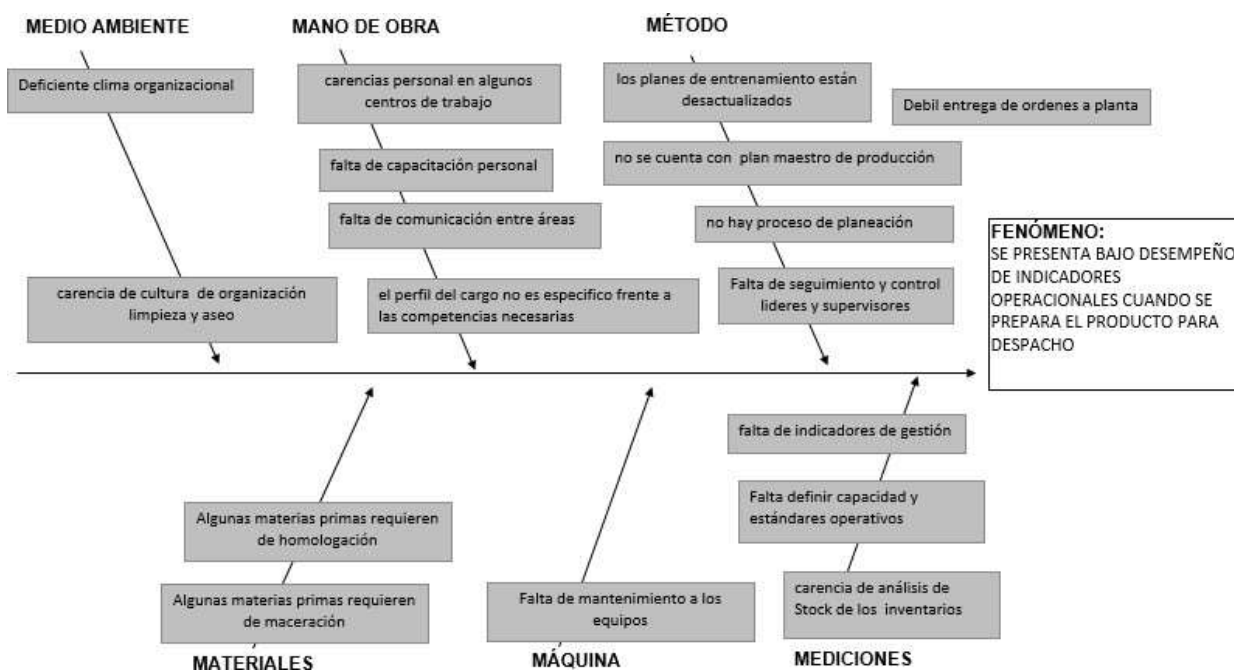 MEDIO AMBIENTE
Deficiente clima organizacional
carencia de cultura de organización
limpieza y aseo
MANO DE OBRA
carencias personal en algunos
centros de trabajo
falta de capacitación personal
falta de comunicación entre áreas
el perfil del cargo no es especifico frente a
las competencias necesarias
MÉTODO
los planes de entrenamiento están
desactualizados
Debil entrega de ordenes a planta
no se cuenta con plan maestro de producción
no hay proceso de planeación
Falta de seguimiento y control
lideres y supervisores
FENÓMENO:
SE PRESENTA BAJO DESEMPEÑO
DE INDICADORES
OPERACIONALES CUANDO SE
PREPARA EL PRODUCTO PARA
DESPACHO
Algunas materias primas requieren
de homologación
Algunas materias primas requieren
de maceración
MATERIALES
Falta de mantenimiento a los
equipos
MÁQUINA
falta de indicadores de gestión
Falta definir capacidad y
estándares operativos
carencia de análisis de
Stock de los inventarios
MEDICIONES